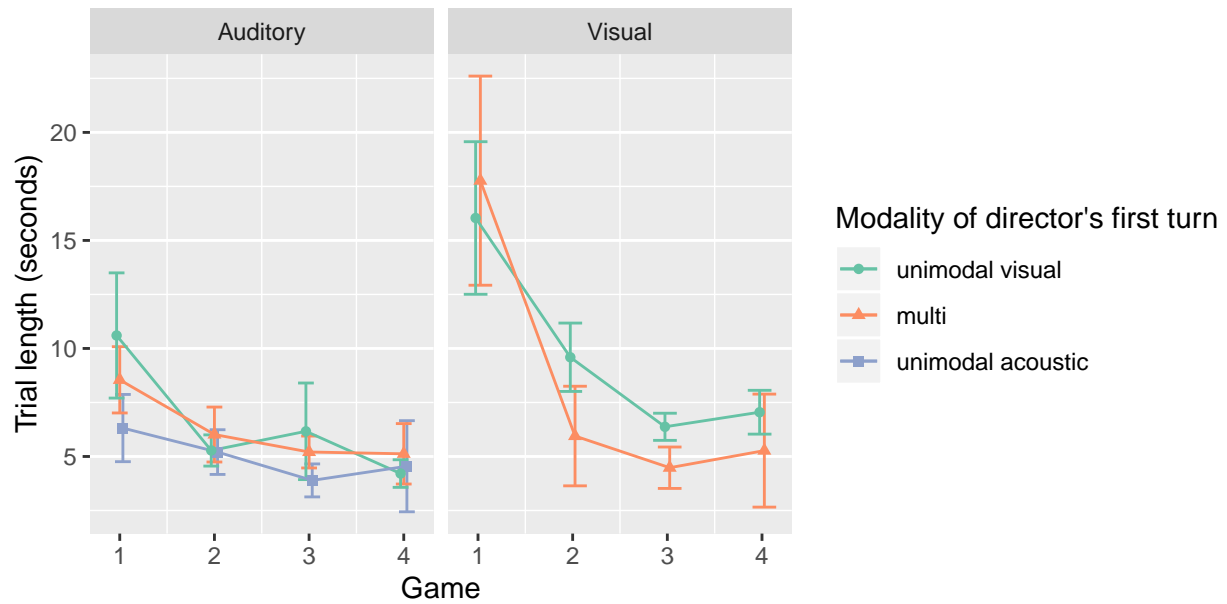 Auditory
Visual
Trial length (seconds)
20
15
10
5
1 2 3 4
1 2 3 4
Game
Modality of director's first turn
unimodal visual
multi
unimodal acoustic